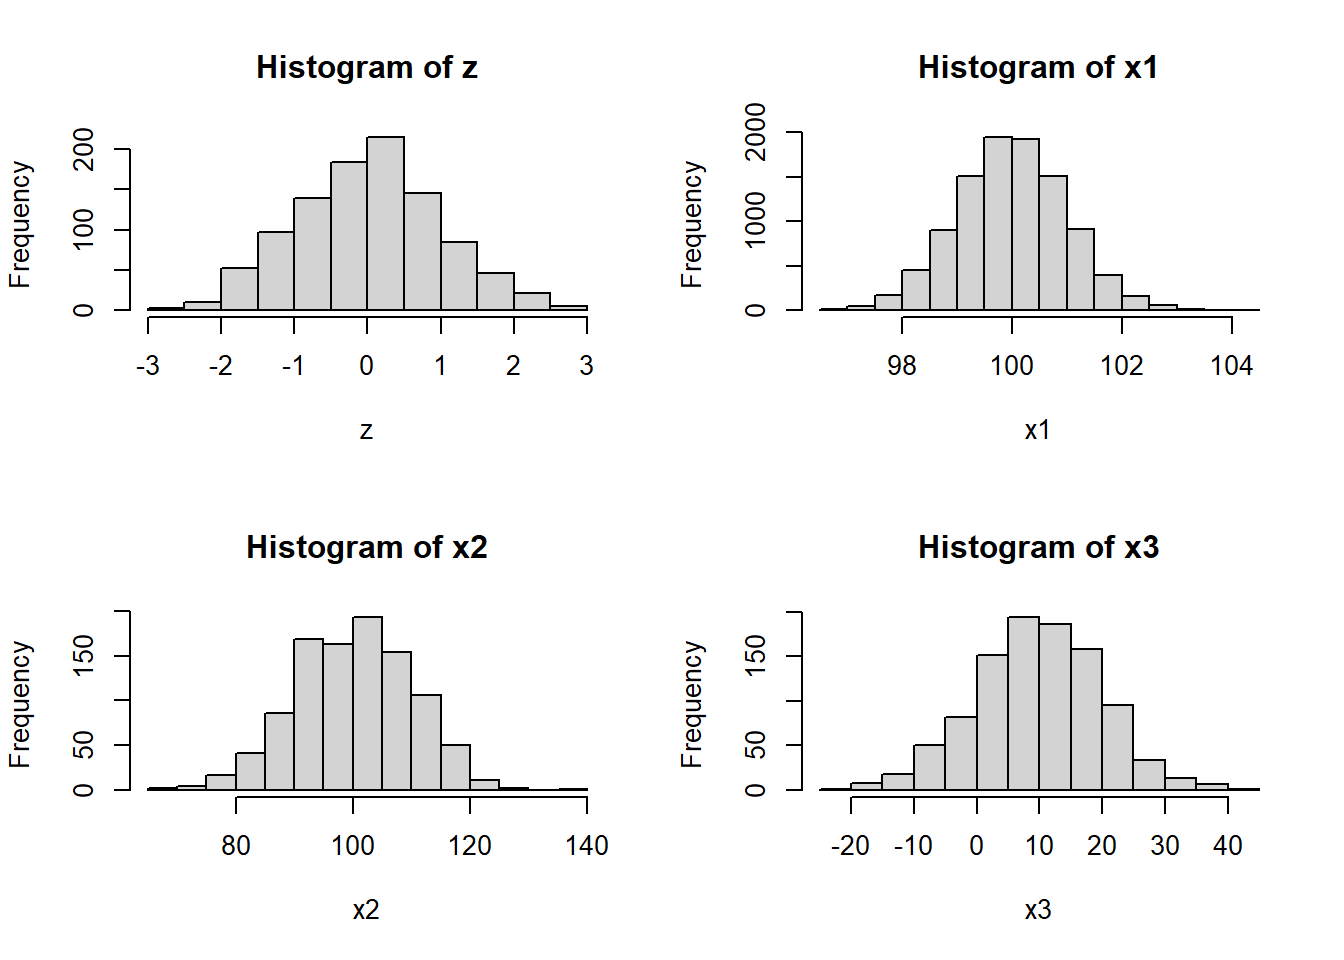 Histogram of z
Frequency
0 100 200
-3 -2 -1 0 1 2 3
z
Histogram of x1
Frequency
0 1000 2000
98 100 102 104
x1
Histogram of x2
Frequency
0 50 150
80 100 120 140
x2
Histogram of x3
Frequency
0 50 150
-20 -10 0 10 20 30 40
x3